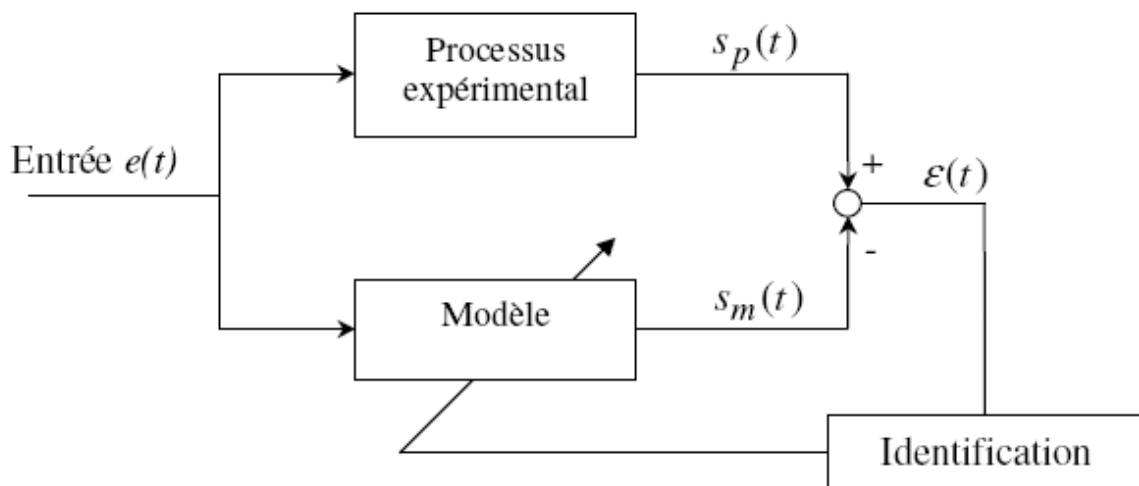 Processus
expérimental
s_p(t)
Entrée e(t)
+
ε(t)
-
Modèle
s_m(t)
Identification